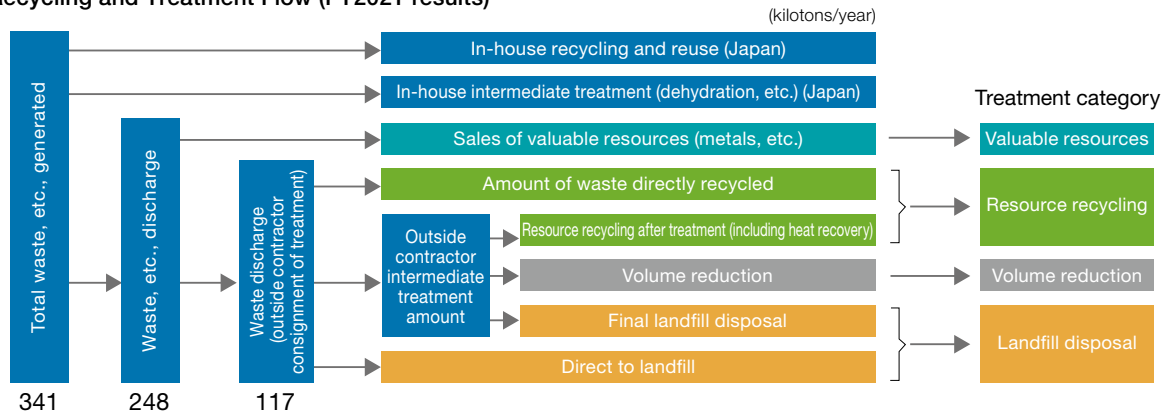 Recycling and Treatment Flow (FY2021 results)
(kilotons/year)
In-house recycling and reuse (Japan)
In-house intermediate treatment (dehydration, etc.) (Japan)
Treatment category
Sales of valuable resources (metals, etc.)
Valuable resources
Amount of waste directly recycled
Resource recycling
Resource recycling after treatment (including heat recovery)
Outside
contractor
intermediate
treatment
amount
Volume reduction
Volume reduction
Final landfill disposal
Landfill disposal
Direct to landfill
Total waste, etc., generated
Waste, etc., discharge
Waste discharge
(outside contractor
consignment of treatment)
341
248
117